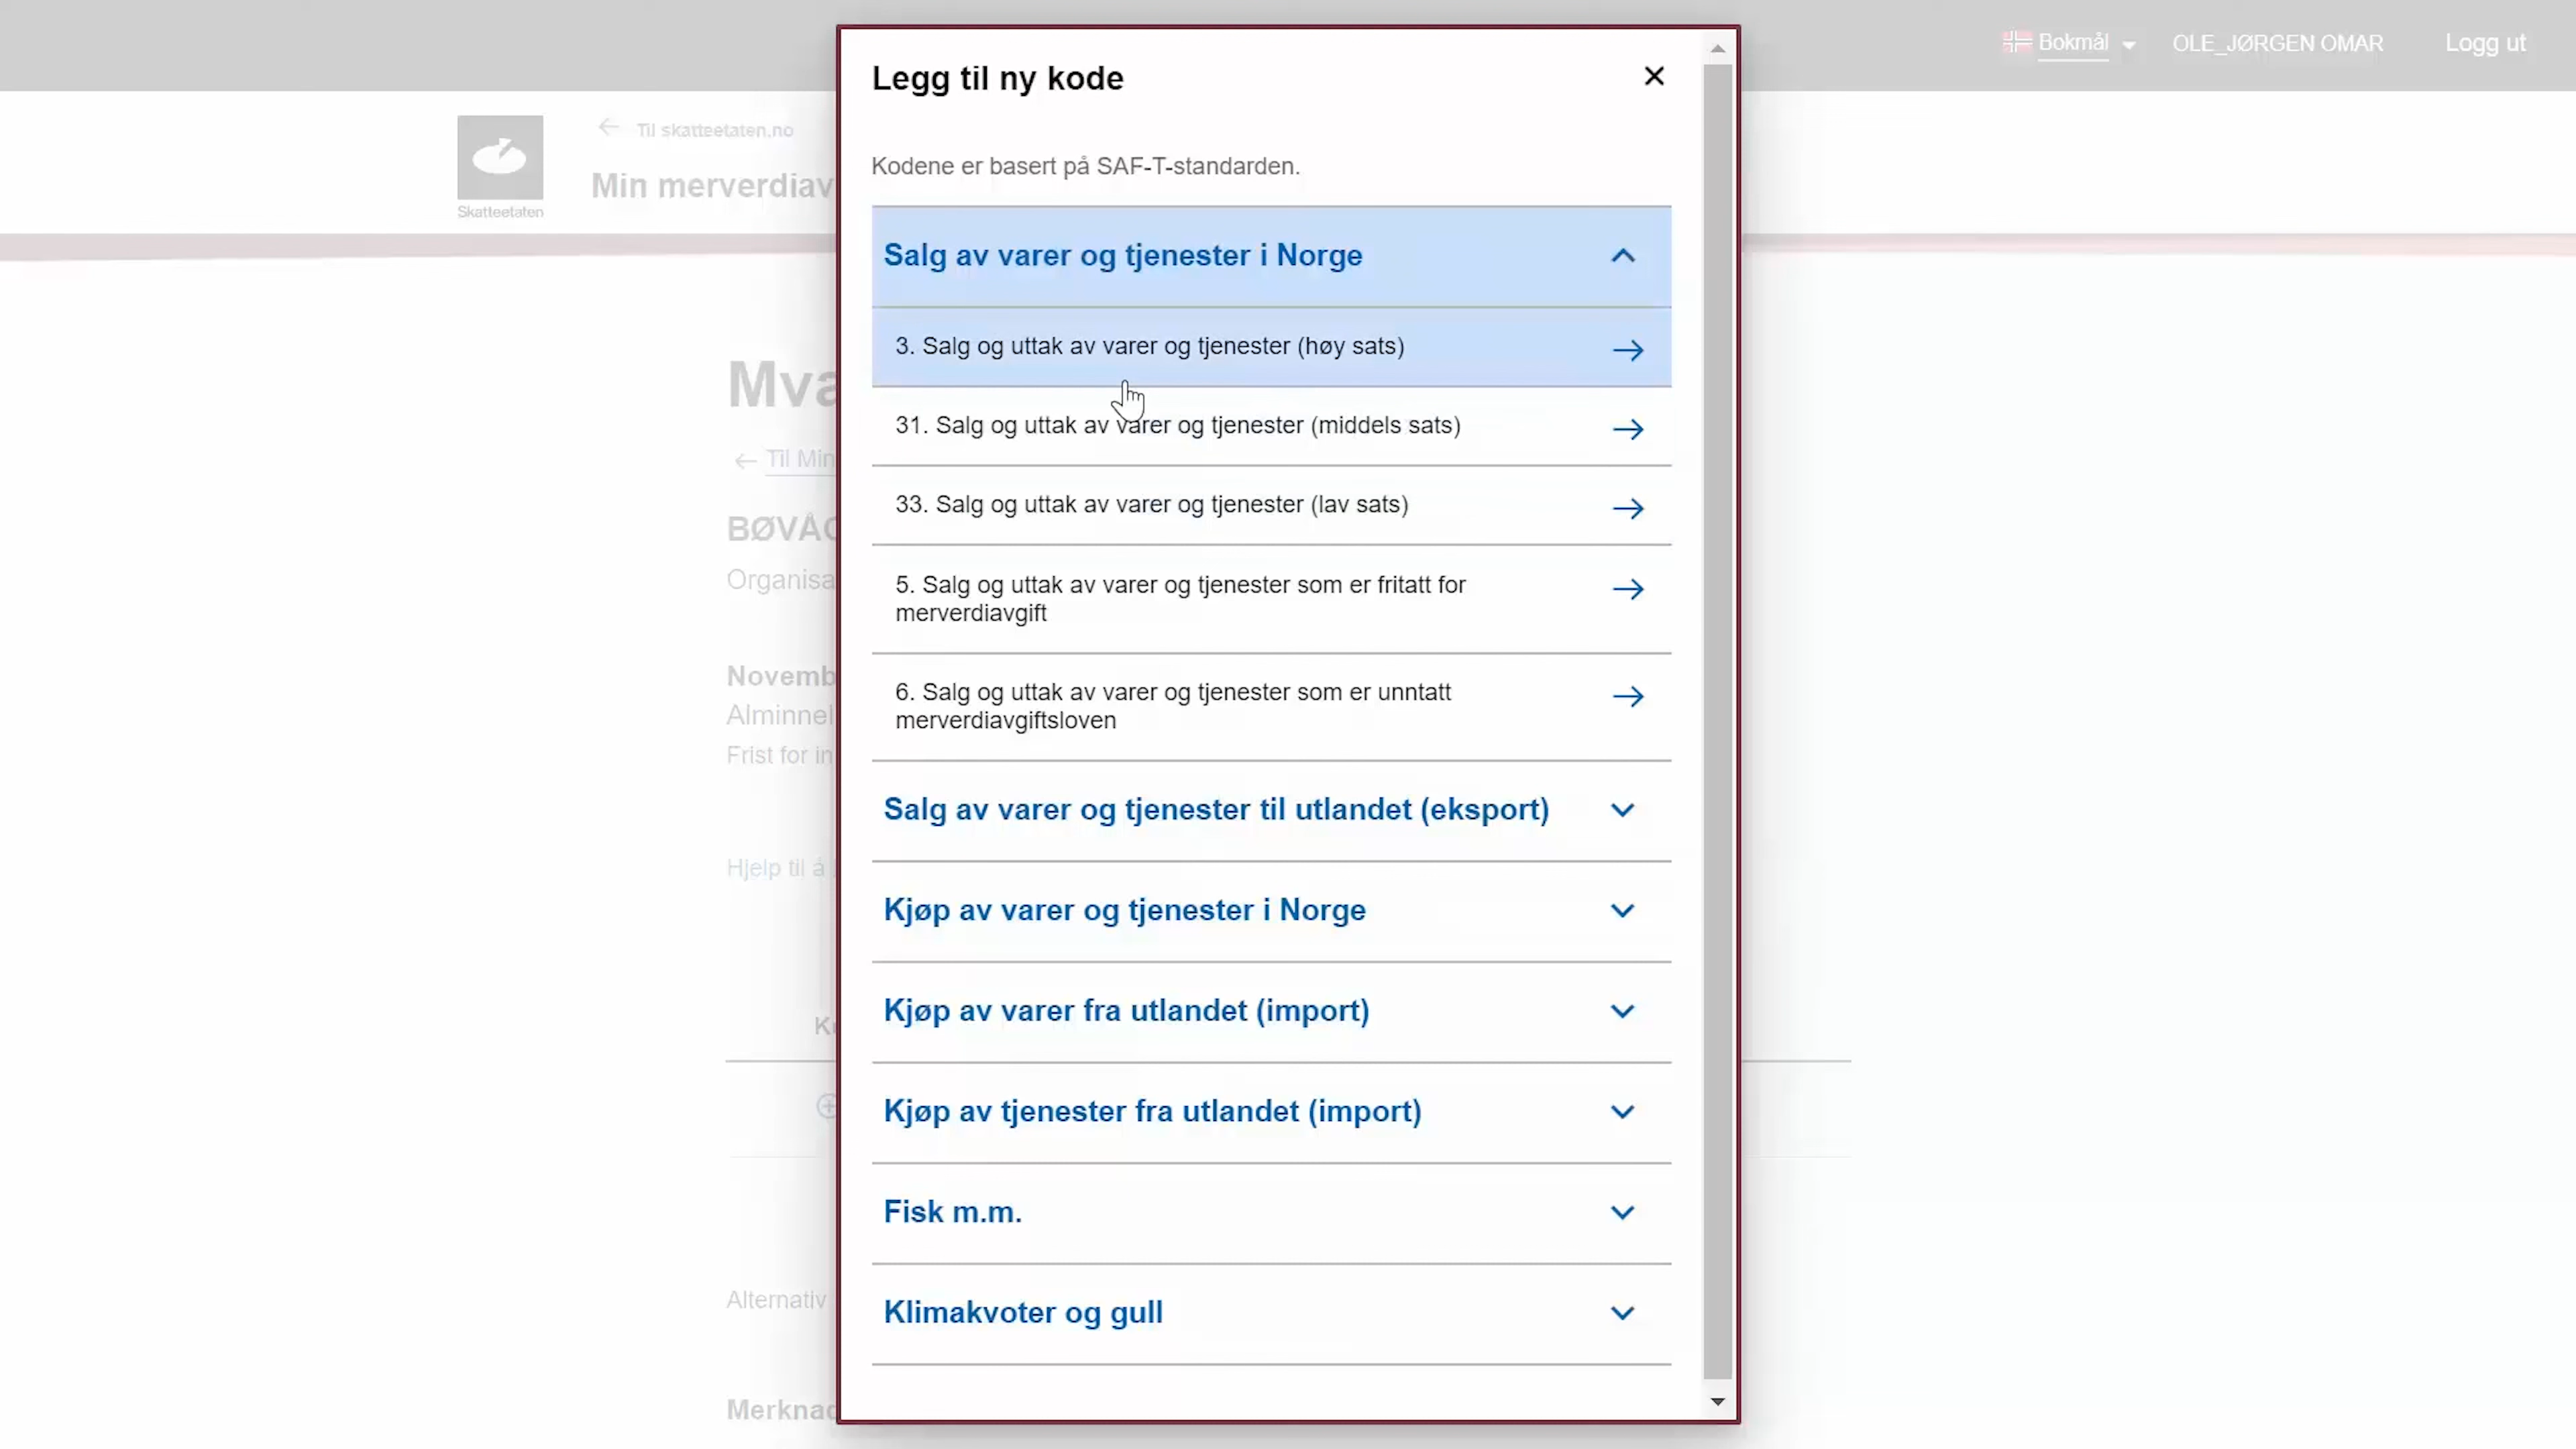 Bokmål
OLE_JØRGEN OMAR
Logg ut
Til skatteetaten.no
Min merverdiav
Skatteetaten
Mva
Til Min
BØVÅG
Organisa
Novemb
Alminnel
Frist for in
Hjelp til å
Alternativ
Merknad
Legg til ny kode
Kodene er basert på SAF-T-standarden.
Salg av varer og tjenester i Norge
3. Salg og uttak av varer og tjenester (høy sats)
31. Salg og uttak av varer og tjenester (middels sats)
33. Salg og uttak av varer og tjenester (lav sats)
5. Salg og uttak av varer og tjenester som er fritatt for
merverdiavgift
6. Salg og uttak av varer og tjenester som er unntatt
merverdiavgiftsloven
Salg av varer og tjenester til utlandet (eksport)
Kjøp av varer og tjenester i Norge
Kjøp av varer fra utlandet (import)
Kjøp av tjenester fra utlandet (import)
Fisk m.m.
Klimakvoter og gull